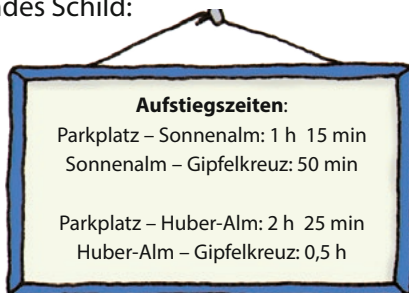 des Schild:
Aufstiegszeiten:
Parkplatz – Sonnenalm: 1 h 15 min
Sonnenalm – Gipfelkreuz: 50 min
Parkplatz – Huber-Alm: 2 h 25 min
Huber-Alm – Gipfelkreuz: 0,5 h